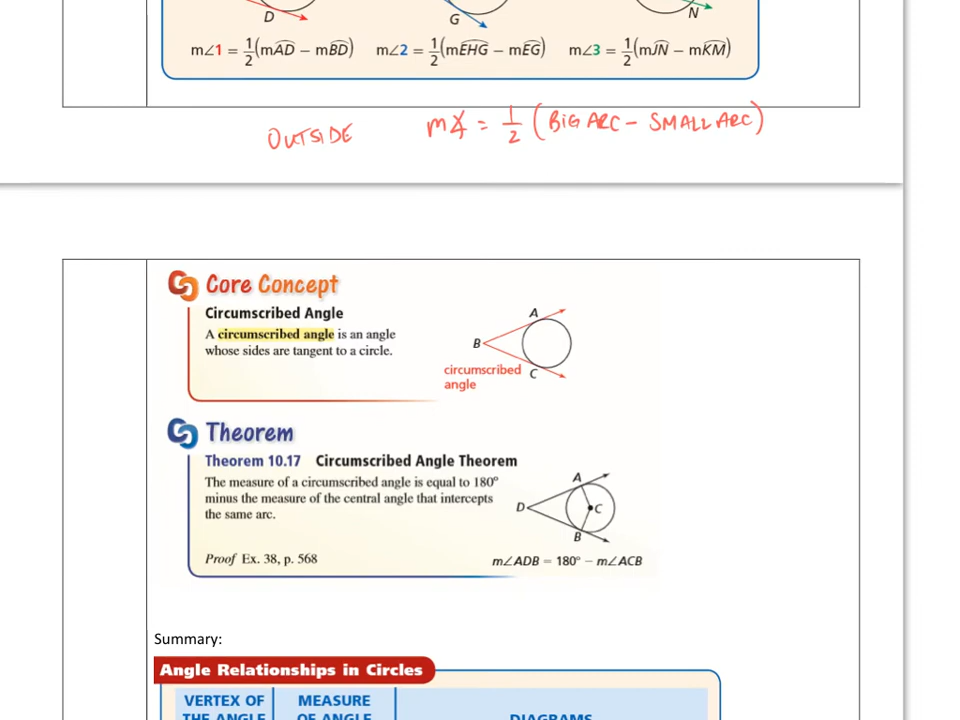 D G N
m∠1 = 1/2(mAD − mBD) m∠2 = 1/2(mEHG − mEG) m∠3 = 1/2(mJN − mKM)
OUTSIDE m∡ = 1/2 (BIG ARC − SMALL ARC)
Core Concept
Circumscribed Angle
A circumscribed angle is an angle
whose sides are tangent to a circle.
A
B
circumscribed
angle
C
Theorem
Theorem 10.17 Circumscribed Angle Theorem
The measure of a circumscribed angle is equal to 180°
minus the measure of the central angle that intercepts
the same arc.
A
D
C
B
Proof Ex. 38, p. 568
m∠ADB = 180° − m∠ACB
Summary:
Angle Relationships in Circles
VERTEX OF MEASURE
THE ANGLE OF ANGLE DIAGRAMS